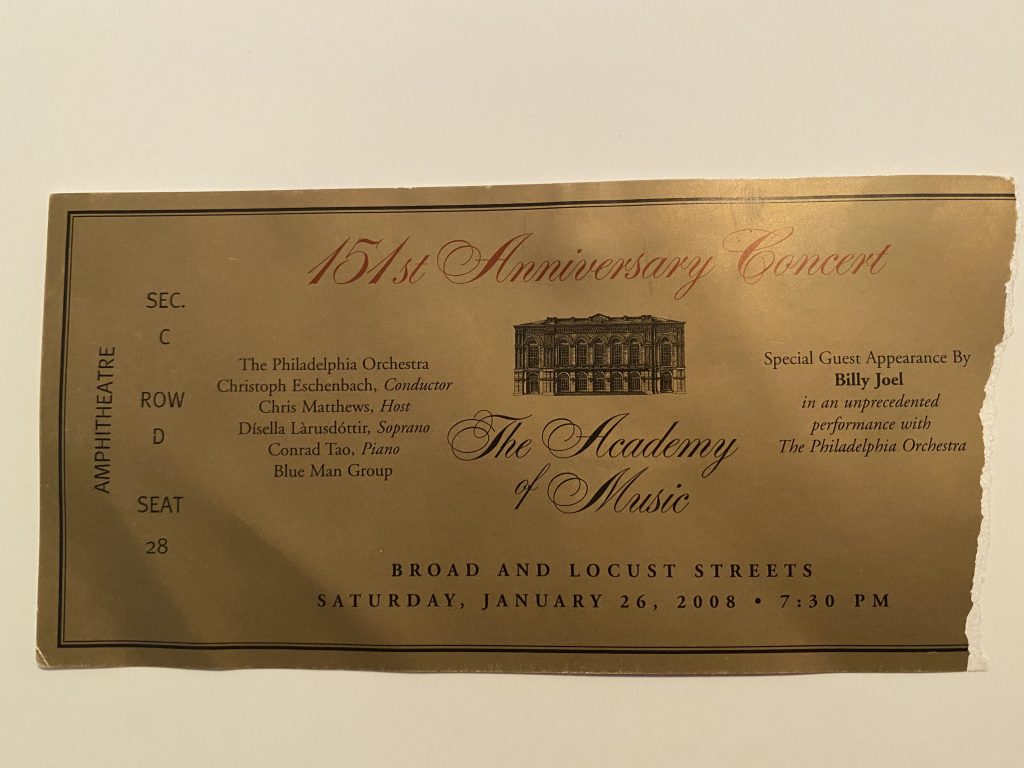 151st Anniversary Concert
AMPHITHEATRE
SEC.
C
ROW
D
SEAT
28
The Philadelphia Orchestra
Christoph Eschenbach, Conductor
Chris Matthews, Host
Dísella Làrusdóttir, Soprano
Conrad Tao, Piano
Blue Man Group
The Academy
of Music
Special Guest Appearance By
Billy Joel
in an unprecedented
performance with
The Philadelphia Orchestra
BROAD AND LOCUST STREETS
SATURDAY, JANUARY 26, 2008 • 7:30 PM